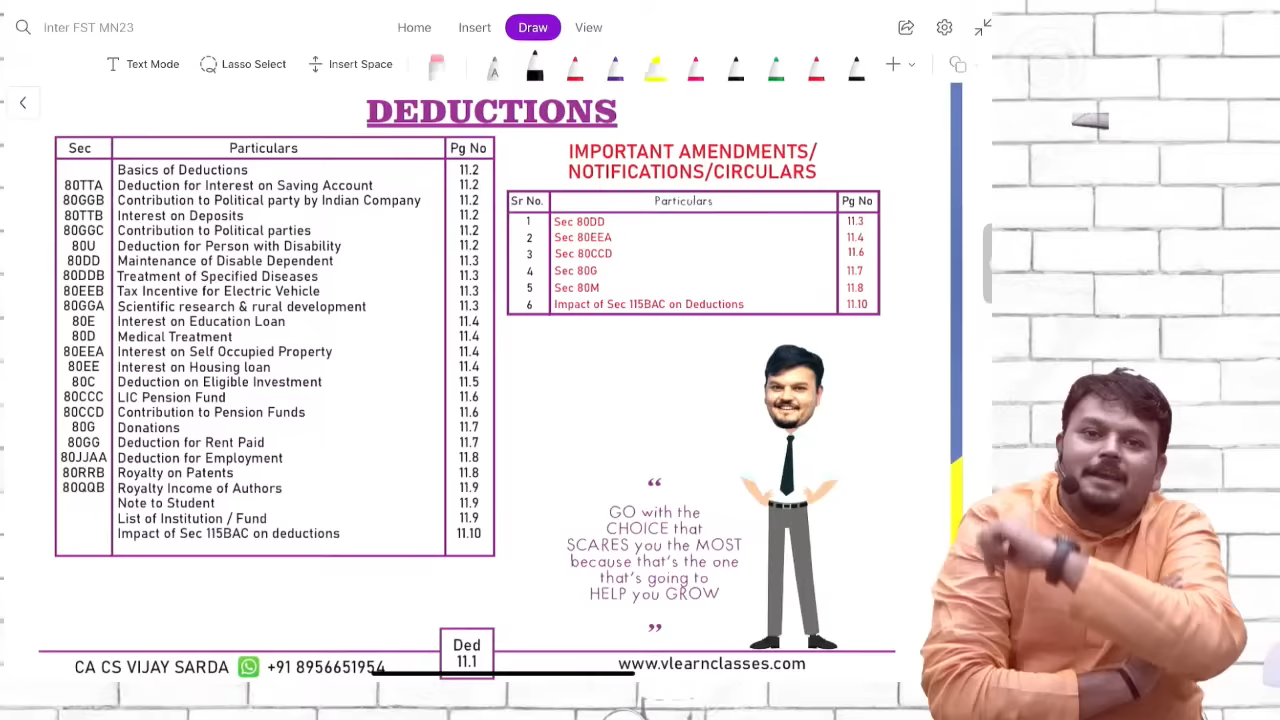 Inter FST MN23
Home Insert Draw View
Text Mode Lasso Select Insert Space
A
DEDUCTIONS
Sec Particulars Pg No
Basics of Deductions 11.2
80TTA Deduction for Interest on Saving Account 11.2
80GGB Contribution to Political party by Indian Company 11.2
80TTB Interest on Deposits 11.2
80GGC Contribution to Political parties 11.2
80U Deduction for Person with Disability 11.2
80DD Maintenance of Disable Dependent 11.3
80DDB Treatment of Specified Diseases 11.3
80EEB Tax Incentive for Electric Vehicle 11.3
80GGA Scientific research & rural development 11.3
80E Interest on Education Loan 11.4
80D Medical Treatment 11.4
80EEA Interest on Self Occupied Property 11.4
80EE Interest on Housing loan 11.4
80C Deduction on Eligible Investment 11.5
80CCC LIC Pension Fund 11.6
80CCD Contribution to Pension Funds 11.6
80G Donations 11.7
80GG Deduction for Rent Paid 11.7
80JJAA Deduction for Employment 11.8
80RRB Royalty on Patents 11.8
80QQB Royalty Income of Authors 11.9
Note to Student 11.9
List of Institution / Fund 11.9
Impact of Sec 115BAC on deductions 11.10
IMPORTANT AMENDMENTS/
NOTIFICATIONS/CIRCULARS
Sr No. Particulars Pg No
1 Sec 80DD 11.3
2 Sec 80EEA 11.4
3 Sec 80CCD 11.6
4 Sec 80G 11.7
5 Sec 80M 11.8
6 Impact of Sec 115BAC on Deductions 11.10
“
GO with the
CHOICE that
SCARES you the MOST
because that's the one
that's going to
HELP you GROW
”
Ded
11.1
CA CS VIJAY SARDA +91 8956651954
www.vlearnclasses.com